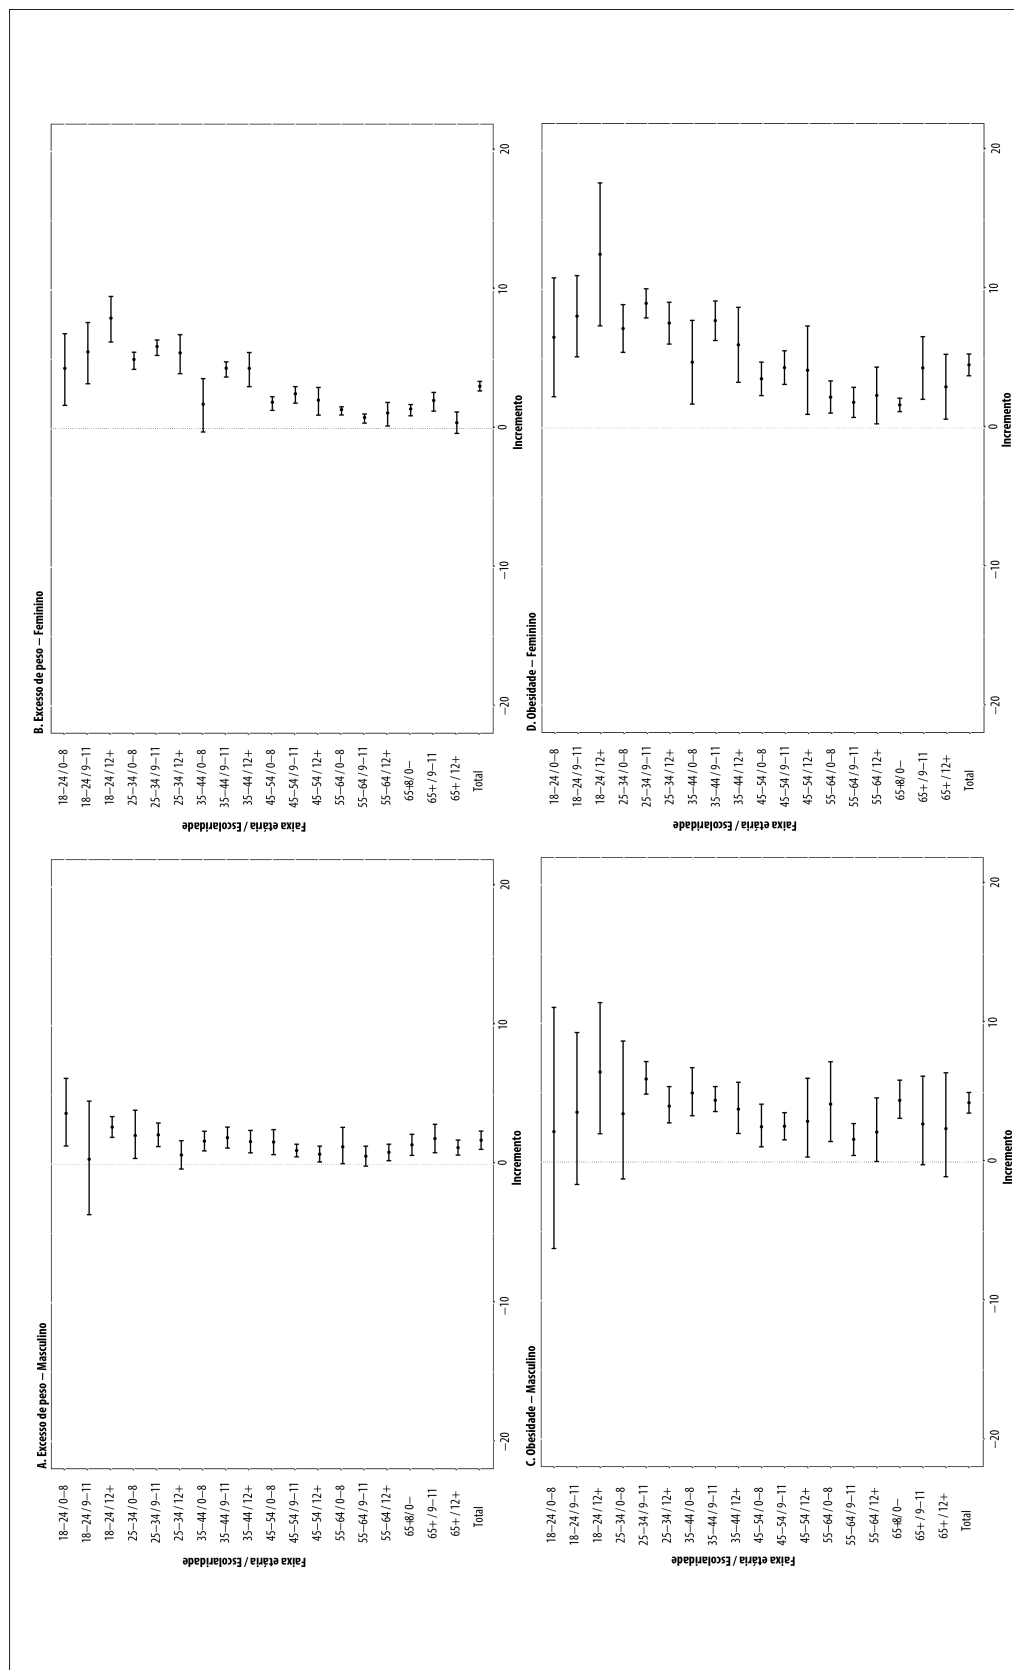 A. Excesso de peso – Masculino
Faixa etária / Escolaridade
18–24 / 0–8
18–24 / 9–11
18–24 / 12+
25–34 / 0–8
25–34 / 9–11
25–34 / 12+
35–44 / 0–8
35–44 / 9–11
35–44 / 12+
45–54 / 0–8
45–54 / 9–11
45–54 / 12+
55–64 / 0–8
55–64 / 9–11
55–64 / 12+
65+8/0–
65+ / 9–11
65+ / 12+
Total
–20 –10 0 10 20
Incremento
B. Excesso de peso – Feminino
Faixa etária / Escolaridade
18–24 / 0–8
18–24 / 9–11
18–24 / 12+
25–34 / 0–8
25–34 / 9–11
25–34 / 12+
35–44 / 0–8
35–44 / 9–11
35–44 / 12+
45–54 / 0–8
45–54 / 9–11
45–54 / 12+
55–64 / 0–8
55–64 / 9–11
55–64 / 12+
65+8/0–
65+ / 9–11
65+ / 12+
Total
–20 –10 0 10 20
Incremento
C. Obesidade – Masculino
Faixa etária / Escolaridade
18–24 / 0–8
18–24 / 9–11
18–24 / 12+
25–34 / 0–8
25–34 / 9–11
25–34 / 12+
35–44 / 0–8
35–44 / 9–11
35–44 / 12+
45–54 / 0–8
45–54 / 9–11
45–54 / 12+
55–64 / 0–8
55–64 / 9–11
55–64 / 12+
65+8/0–
65+ / 9–11
65+ / 12+
Total
–20 –10 0 10 20
Incremento
D. Obesidade – Feminino
Faixa etária / Escolaridade
18–24 / 0–8
18–24 / 9–11
18–24 / 12+
25–34 / 0–8
25–34 / 9–11
25–34 / 12+
35–44 / 0–8
35–44 / 9–11
35–44 / 12+
45–54 / 0–8
45–54 / 9–11
45–54 / 12+
55–64 / 0–8
55–64 / 9–11
55–64 / 12+
65+8/0–
65+ / 9–11
65+ / 12+
Total
–20 –10 0 10 20
Incremento